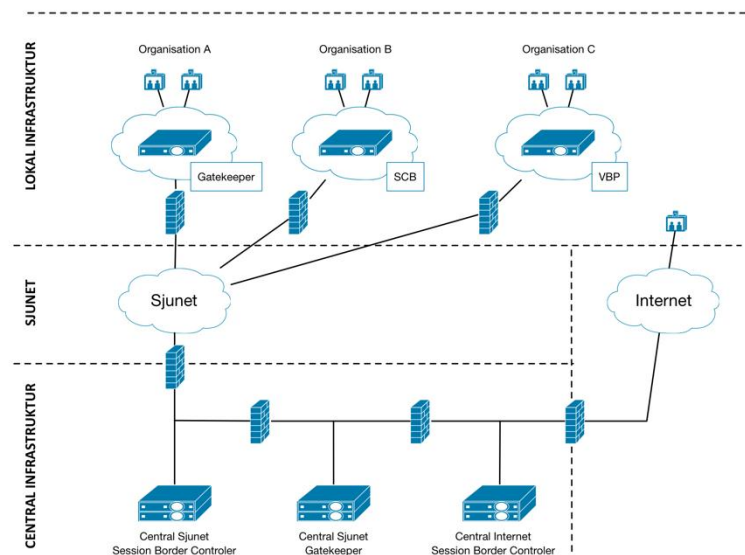 LOKAL INFRASTRUKTUR
Organisation A
Organisation B
Organisation C
Gatekeeper
SCB
VBP
SJUNET
Sjunet
Internet
CENTRAL INFRASTRUKTUR
Central Sjunet
Session Border Controler
Central Sjunet
Gatekeeper
Central Internet
Session Border Controler